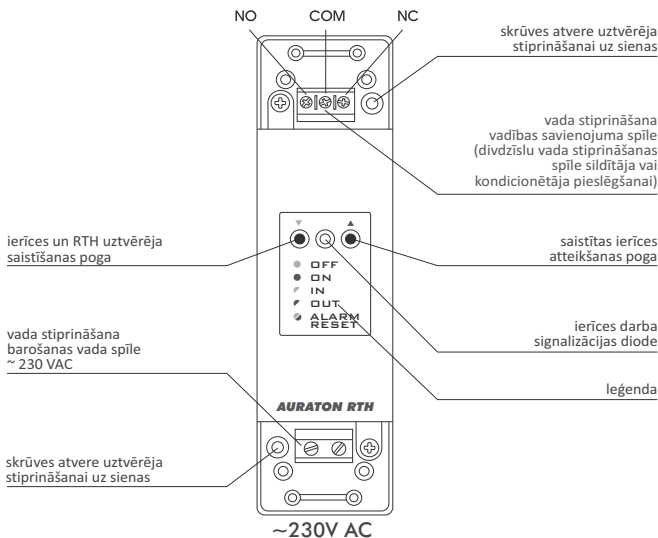 NO COM NC
skrūves atvere uztvērēja
stiprināšanai uz sienas
vada stiprināšana
vadības savienojuma spīle
(divdzīslu vada stiprināšanas
spīle sildītāja vai
kondicionētāja pieslēgšanai)
ierīces un RTH uztvērēja
saistīšanas poga
saistītas ierīces
atteikšanas poga
OFF
ON
IN
OUT
ALARM
RESET
ierīces darba
signalizācijas diode
vada stiprināšana
barošanas vada spīle
~ 230 VAC
leģenda
AURATON RTH
skrūves atvere uztvērēja
stiprināšanai uz sienas
~230V AC